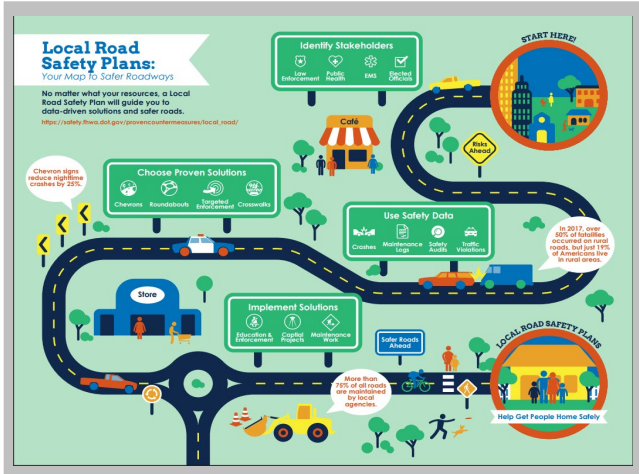 Local Road
Safety Plans:
Your Map to Safer Roadways
No matter what your resources, a Local
Road Safety Plan will guide you to
data-driven solutions and safer roads.
https://safety.fhwa.dot.gov/provencountermeasures/local_road/
Identify Stakeholders
Law
Enforcement
Public
Health
EMS
Elected
Officials
START HERE!
Café
Risks
Ahead
Chevron signs
reduce nighttime
crashes by 25%.
Choose Proven Solutions
Chevrons
Roundabouts
Targeted
Enforcement
Crosswalks
Use Safety Data
Crashes
Maintenance
Logs
Safety
Audits
Traffic
Violations
In 2017, over
50% of fatalities
occurred on rural
roads, but just 19%
of Americans live
in rural areas.
Store
Implement Solutions
Education &
Enforcement
Capital
Projects
Maintenance
Work
Safer Roads
Ahead
LOCAL ROAD SAFETY PLANS
More than
75% of all roads
are maintained
by local
agencies.
Help Get People Home Safely